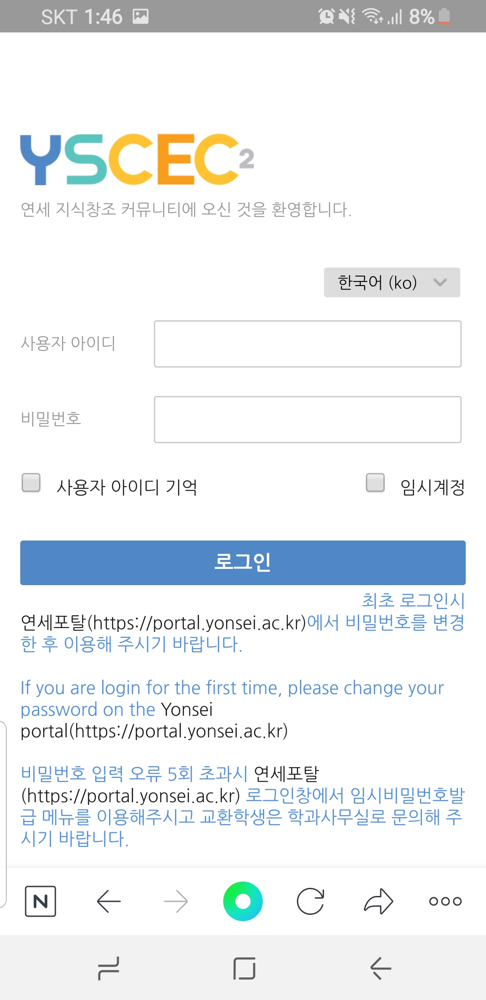 SKT 1:46 8%
YSCEC2
연세 지식창조 커뮤니티에 오신 것을 환영합니다.
한국어 (ko)
사용자 아이디
비밀번호
사용자 아이디 기억 임시계정
로그인
최초 로그인시
연세포탈(https://portal.yonsei.ac.kr)에서 비밀번호를 변경
한 후 이용해 주시기 바랍니다.
If you are login for the first time, please change your
password on the Yonsei
portal(https://portal.yonsei.ac.kr)
비밀번호 입력 오류 5회 초과시 연세포탈
(https://portal.yonsei.ac.kr) 로그인창에서 임시비밀번호발
급 메뉴를 이용해주시고 교환학생은 학과사무실로 문의해 주
시기 바랍니다.
N